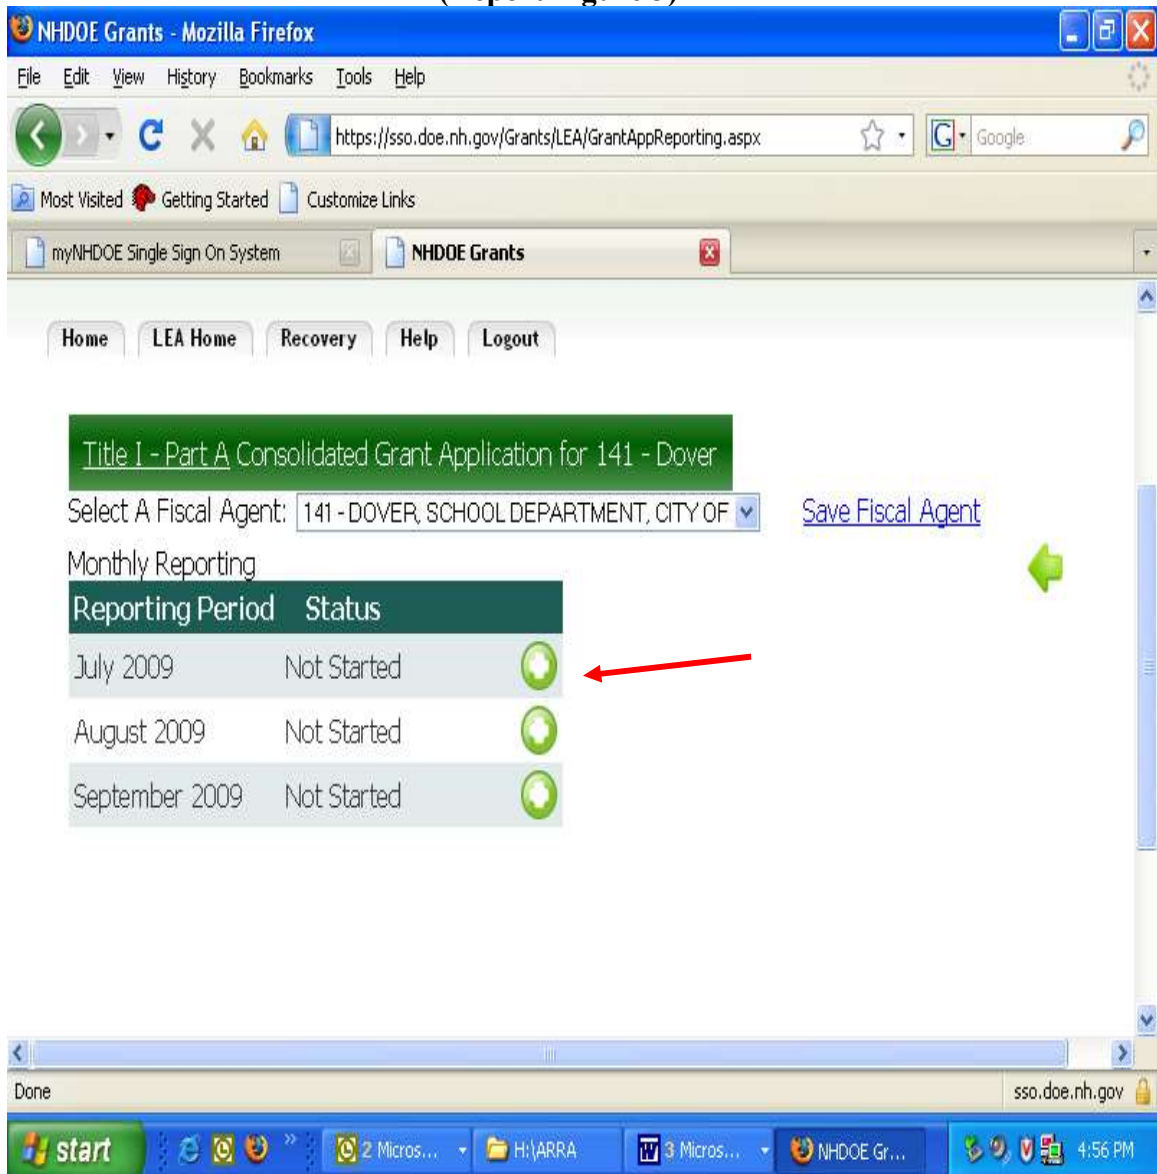 NHDOE Grants - Mozilla Firefox
File Edit View History Bookmarks Tools Help
https://sso.doe.nh.gov/Grants/LEA/GrantAppReporting.aspx
G Google
Most Visited Getting Started Customize Links
myNHDOE Single Sign On System NHDOE Grants
Home LEA Home Recovery Help Logout
Title I - Part A Consolidated Grant Application for 141 - Dover
Select A Fiscal Agent: 141 - DOVER, SCHOOL DEPARTMENT, CITY OF Save Fiscal Agent
Monthly Reporting
Reporting Period Status
July 2009 Not Started
August 2009 Not Started
September 2009 Not Started
Done sso.doe.nh.gov
start 2 Micros... H:\ARRA 3 Micros... NHDOE Gr... 4:56 PM